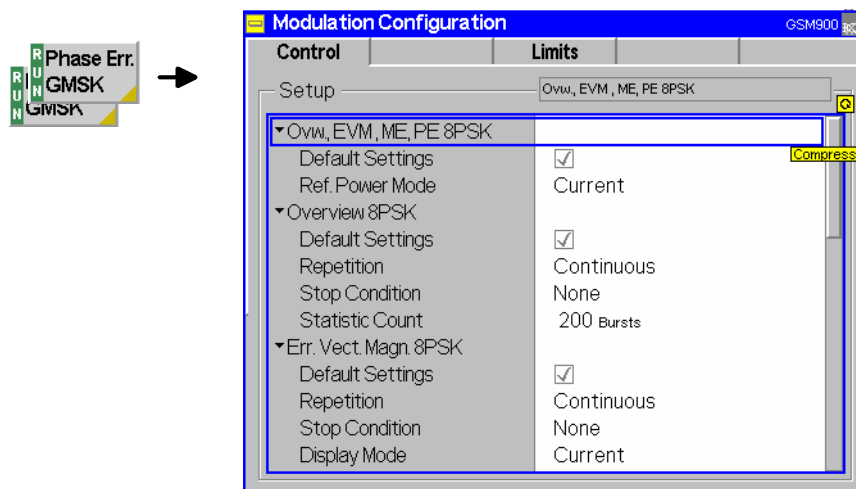 Modulation Configuration GSM900
Control Limits
Setup Ovw., EVM , ME, PE 8PSK
RUN Phase Err. GMSK
RUN GMSK
Ovw., EVM , ME, PE 8PSK
Compress
Default Settings
Ref. Power Mode Current
Overview 8PSK
Default Settings
Repetition Continuous
Stop Condition None
Statistic Count 200 Bursts
Err. Vect. Magn. 8PSK
Default Settings
Repetition Continuous
Stop Condition None
Display Mode Current